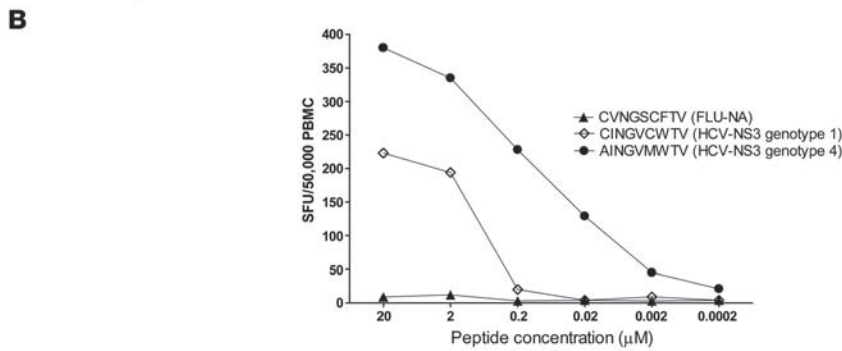 B
400
350
300
250
200
150
100
50
0
SFU/50,000 PBMC
CVNGSCFTV (FLU-NA)
CINGVCWTV (HCV-NS3 genotype 1)
AINGVMWTV (HCV-NS3 genotype 4)
20 2 0.2 0.02 0.002 0.0002
Peptide concentration (μM)